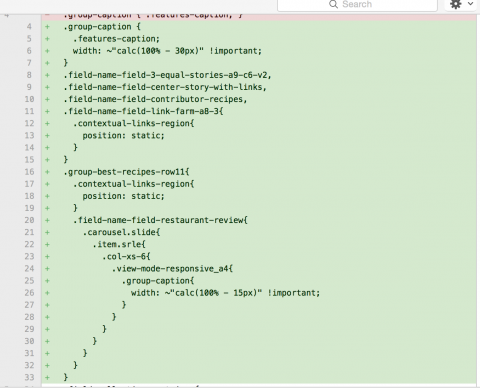 Search
.group-caption { .features-caption; }
4 + .group-caption {
5 + .features-caption;
6 + width: ~"calc(100% - 30px)" !important;
7 + }
8 + .field-name-field-3-equal-stories-a9-c6-v2,
9 + .field-name-field-center-story-with-links,
10 + .field-name-field-contributor-recipes,
11 + .field-name-field-link-farm-a8-3{
12 + .contextual-links-region{
13 + position: static;
14 + }
15 + }
16 + .group-best-recipes-row11{
17 + .contextual-links-region{
18 + position: static;
19 + }
20 + .field-name-field-restaurant-review{
21 + .carousel.slide{
22 + .item.srle{
23 + .col-xs-6{
24 + .view-mode-responsive_a4{
25 + .group-caption{
26 + width: ~"calc(100% - 15px)" !important;
27 + }
28 + }
29 + }
30 + }
31 + }
32 + }
33 + }